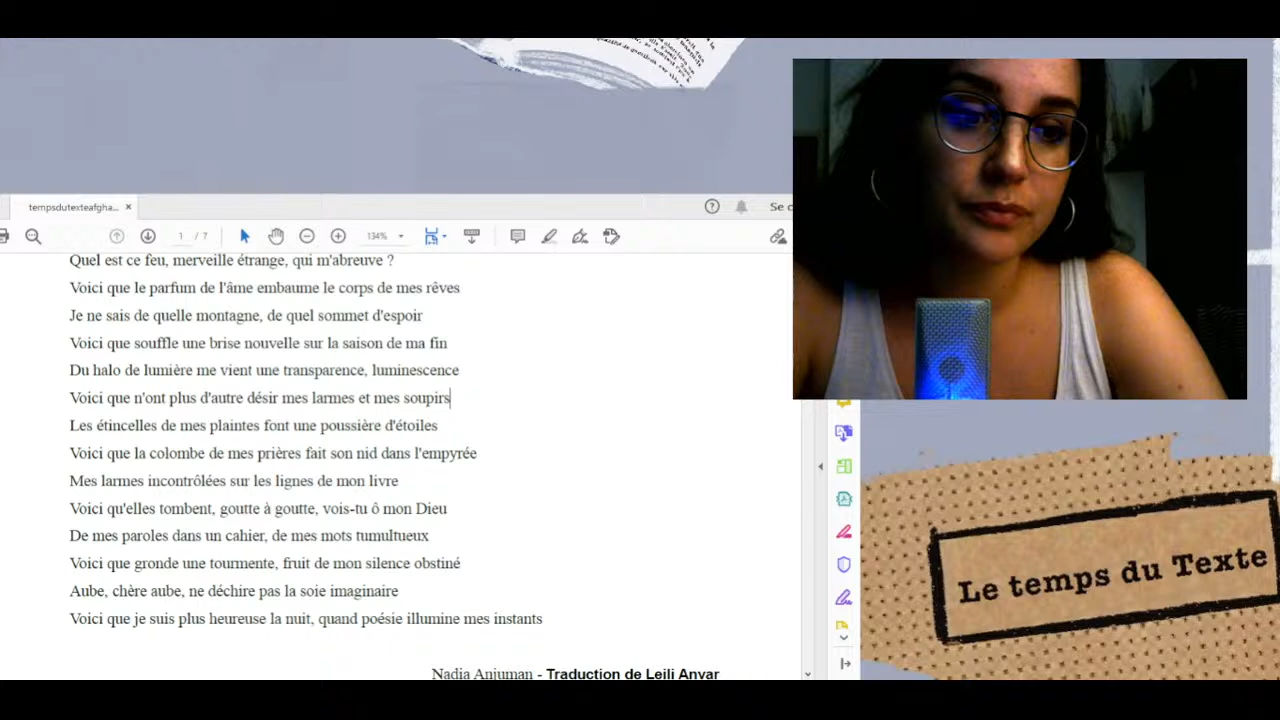 tempsdutexteafgha...
Se c
1 / 7
134%
Quel est ce feu, merveille étrange, qui m'abreuve ?
Voici que le parfum de l'âme embaume le corps de mes rêves
Je ne sais de quelle montagne, de quel sommet d'espoir
Voici que souffle une brise nouvelle sur la saison de ma fin
Du halo de lumière me vient une transparence, luminescence
Voici que n'ont plus d'autre désir mes larmes et mes soupirs
Les étincelles de mes plaintes font une poussière d'étoiles
Voici que la colombe de mes prières fait son nid dans l'empyrée
Mes larmes incontrôlées sur les lignes de mon livre
Voici qu'elles tombent, goutte à goutte, vois-tu ô mon Dieu
De mes paroles dans un cahier, de mes mots tumultueux
Voici que gronde une tourmente, fruit de mon silence obstiné
Aube, chère aube, ne déchire pas la soie imaginaire
Voici que je suis plus heureuse la nuit, quand poésie illumine mes instants
Nadia Anjuman - Traduction de Leili Anvar
Le temps du Texte